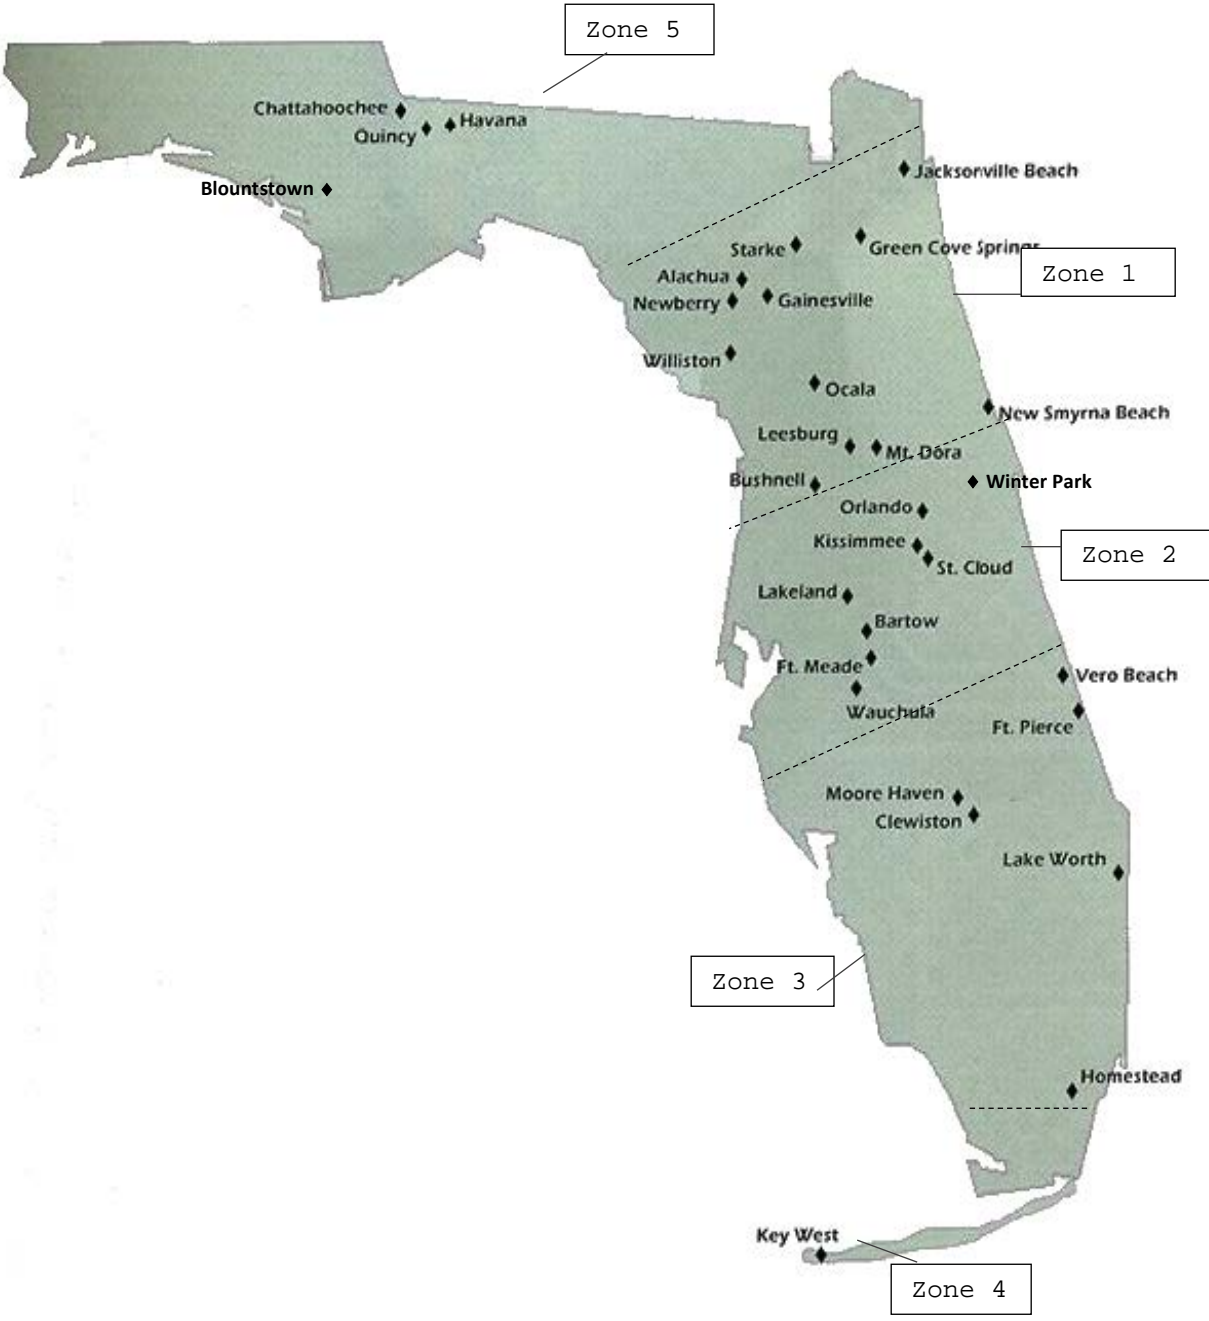 Zone 5
Chattahoochee
Havana
Quincy
Blountstown
Jacksonville Beach
Starke
Green Cove Springs
Zone 1
Alachua
Newberry
Gainesville
Williston
Ocala
New Smyrna Beach
Leesburg
Mt. Dora
Bushnell
Winter Park
Orlando
Kissimmee
Zone 2
St. Cloud
Lakeland
Bartow
Ft. Meade
Vero Beach
Wauchula
Ft. Pierce
Moore Haven
Clewiston
Lake Worth
Zone 3
Homestead
Key West
Zone 4